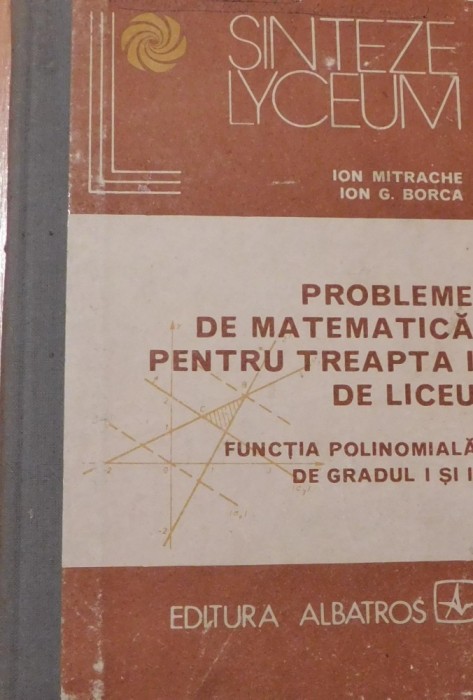 SINTEZE
LYCEUM
ION MITRACHE
ION G. BORCA
PROBLEME
DE MATEMATICĂ
PENTRU TREAPTA I
DE LICEU
FUNCȚIA POLINOMIALĂ
DE GRADUL I ȘI I
EDITURA ALBATROS